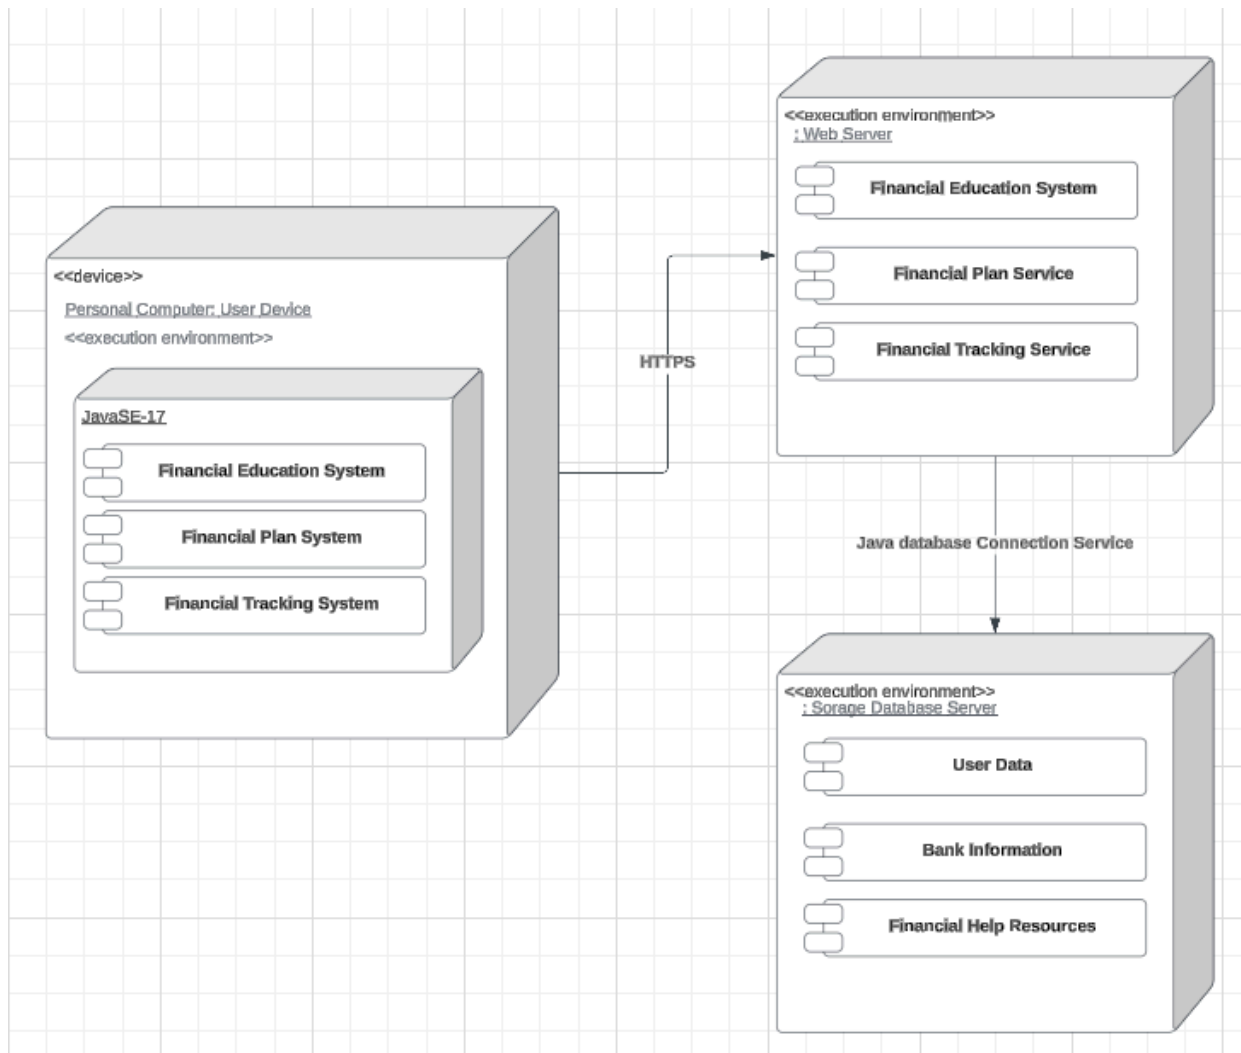 <<device>>
Personal Computer: User Device
<<execution environment>>
JavaSE-17
Financial Education System
Financial Plan System
Financial Tracking System
HTTPS
<<execution environment>>
: Web Server
Financial Education System
Financial Plan Service
Financial Tracking Service
Java database Connection Service
<<execution environment>>
: Sorage Database Server
User Data
Bank Information
Financial Help Resources